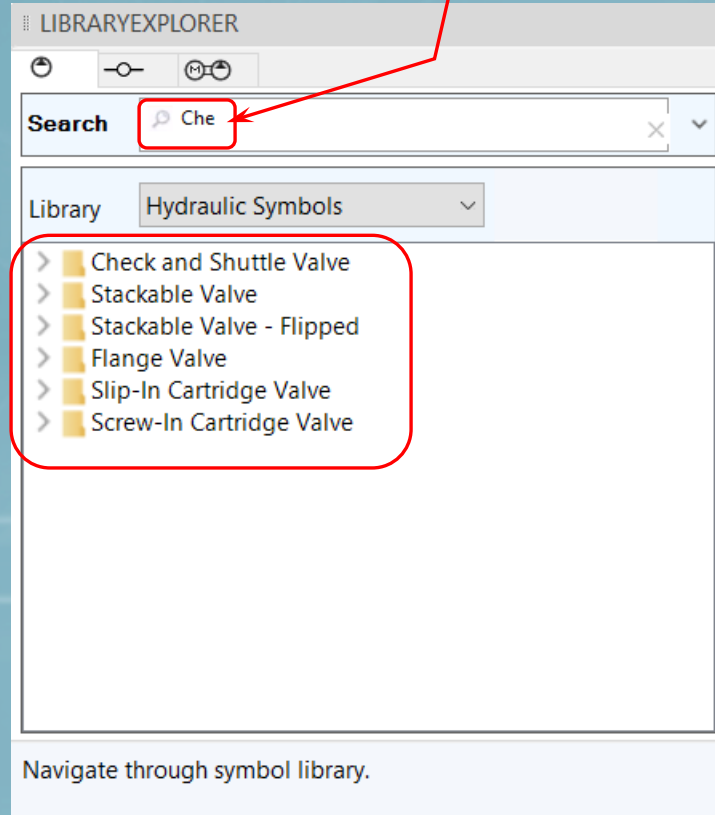 LIBRARYEXPLORER
M
Search Che
Library Hydraulic Symbols
Check and Shuttle Valve
Stackable Valve
Stackable Valve - Flipped
Flange Valve
Slip-In Cartridge Valve
Screw-In Cartridge Valve
Navigate through symbol library.